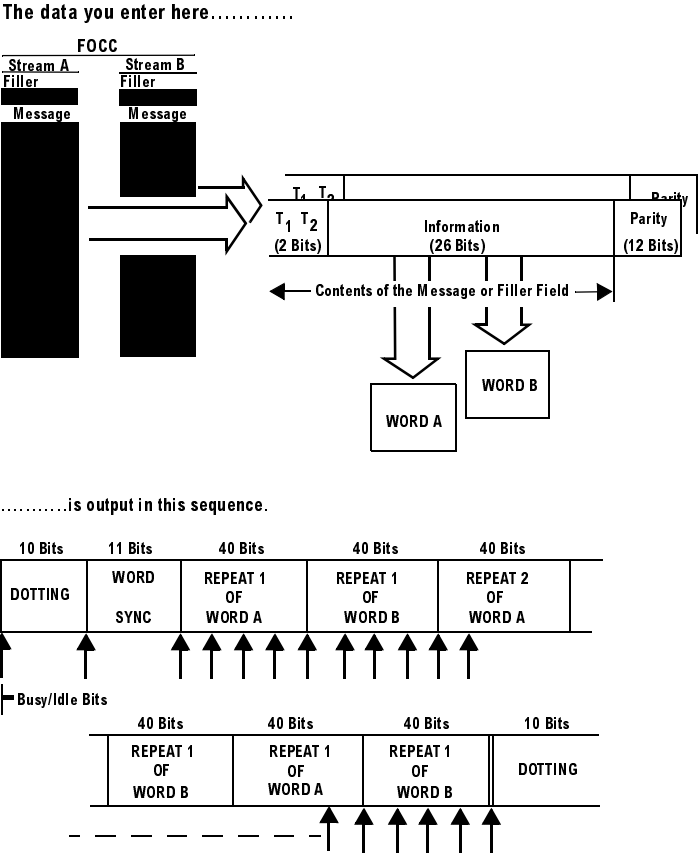 The data you enter here............
FOCC
Stream A Stream B
Filler Filler
Message Message
T1 T2 Parity
T1 T2 Information Parity
(2 Bits) (26 Bits) (12 Bits)
Contents of the Message or Filler Field
WORD B
WORD A
...........is output in this sequence.
10 Bits 11 Bits 40 Bits 40 Bits 40 Bits
DOTTING
WORD
SYNC
REPEAT 1
OF
WORD A
REPEAT 1
OF
WORD B
REPEAT 2
OF
WORD A
Busy/Idle Bits
40 Bits 40 Bits 40 Bits 10 Bits
REPEAT 1
OF
WORD B
REPEAT 1
OF
WORD A
REPEAT 1
OF
WORD B
DOTTING